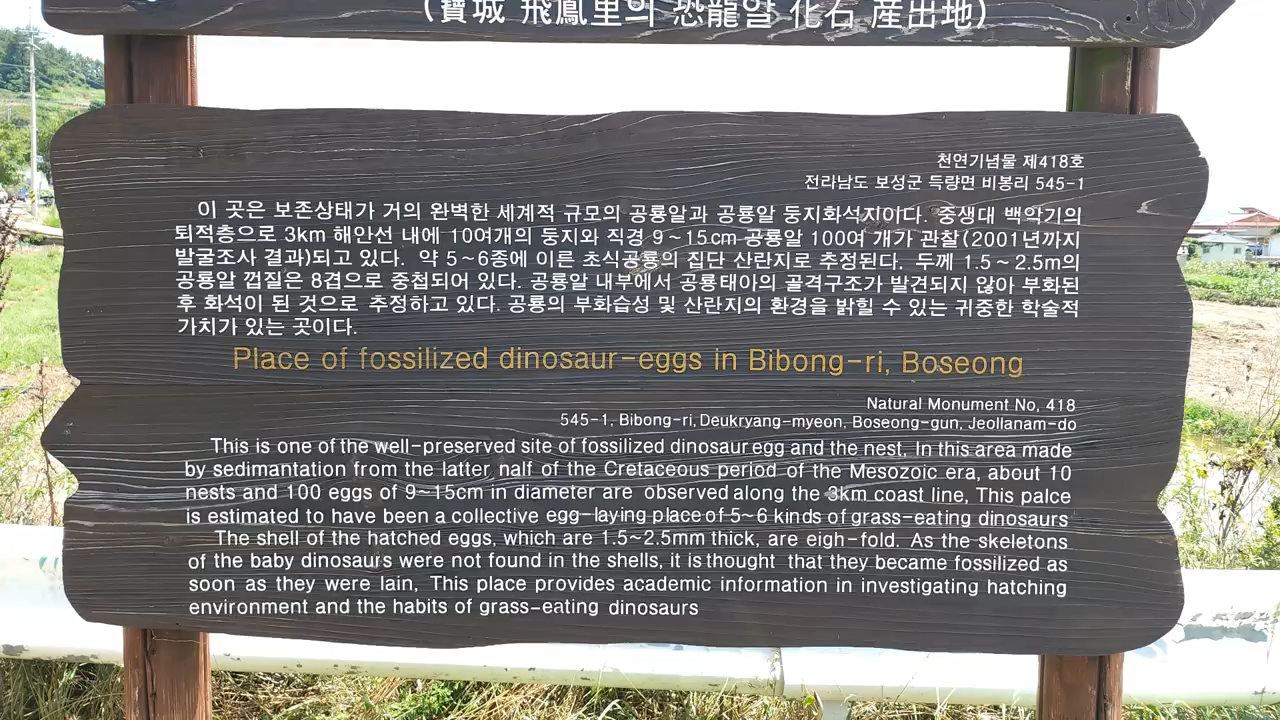 (寶城 飛鳳里의 恐龍알 化石 産出地)
천연기념물 제418호
전라남도 보성군 득량면 비봉리 545-1
이 곳은 보존상태가 거의 완벽한 세계적 규모의 공룡알과 공룡알 둥지화석지이다. 중생대 백악기의
퇴적층으로 3km 해안선 내에 10여개의 둥지와 직경 9~15cm 공룡알 100여 개가 관찰(2001년까지
발굴조사 결과)되고 있다. 약 5~6종에 이른 초식공룡의 집단 산란지로 추정된다. 두께 1.5~2.5m의
공룡알 껍질은 8겹으로 중첩되어 있다. 공룡알 내부에서 공룡태아의 골격구조가 발견되지 않아 부화된
후 화석이 된 것으로 추정하고 있다. 공룡의 부화습성 및 산란지의 환경을 밝힐 수 있는 귀중한 학술적
가치가 있는 곳이다.
Place of fossilized dinosaur-eggs in Bibong-ri, Boseong
Natural Monument No, 418
545-1, Bibong-ri, Deukryang-myeon, Boseong-gun, Jeollanam-do
This is one of the well-preserved site of fossilized dinosaur egg and the nest, In this area made
by sedimantation from the latter nalf of the Cretaceous period of the Mesozoic era, about 10
nests and 100 eggs of 9~15cm in diameter are observed along the 3km coast line, This palce
is estimated to have been a collective egg-laying place of 5~6 kinds of grass-eating dinosaurs
The shell of the hatched eggs, which are 1.5~2.5mm thick, are eigh-fold. As the skeletons
of the baby dinosaurs were not found in the shells, it is thought that they became fossilized as
soon as they were lain, This place provides academic information in investigating hatching
environment and the habits of grass-eating dinosaurs